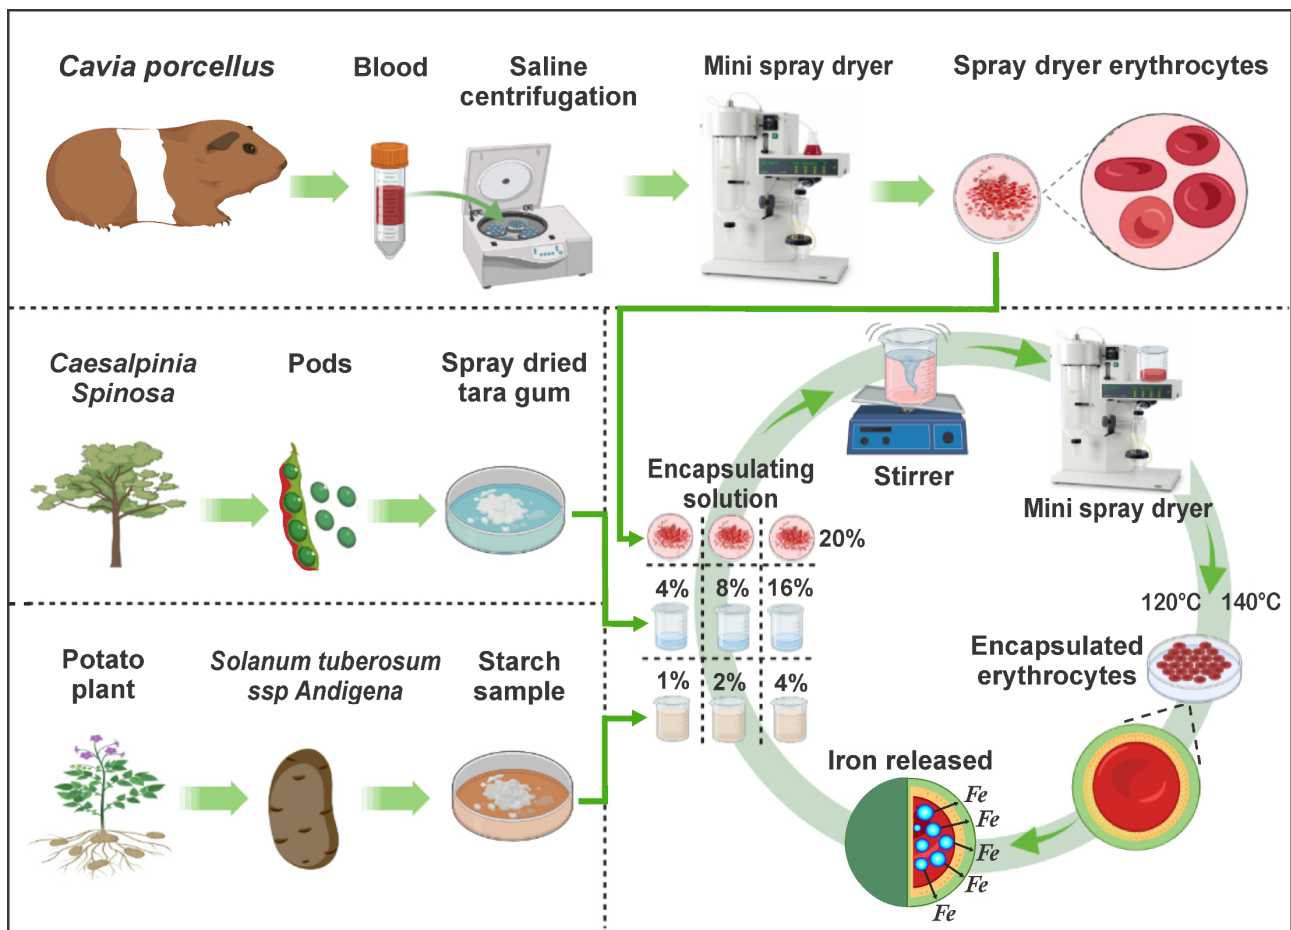 Cavia porcellus
Blood
Saline
centrifugation
Mini spray dryer
Spray dryer erythrocytes
Caesalpinia
Spinosa
Pods
Spray dried
tara gum
Potato
plant
Solanum tuberosum
ssp Andigena
Starch
sample
Encapsulating
solution
20%
4%
8%
16%
1%
2%
4%
Stirrer
Mini spray dryer
120°C
140°C
Encapsulated
erythrocytes
Iron released
Fe
Fe
Fe
Fe
Fe